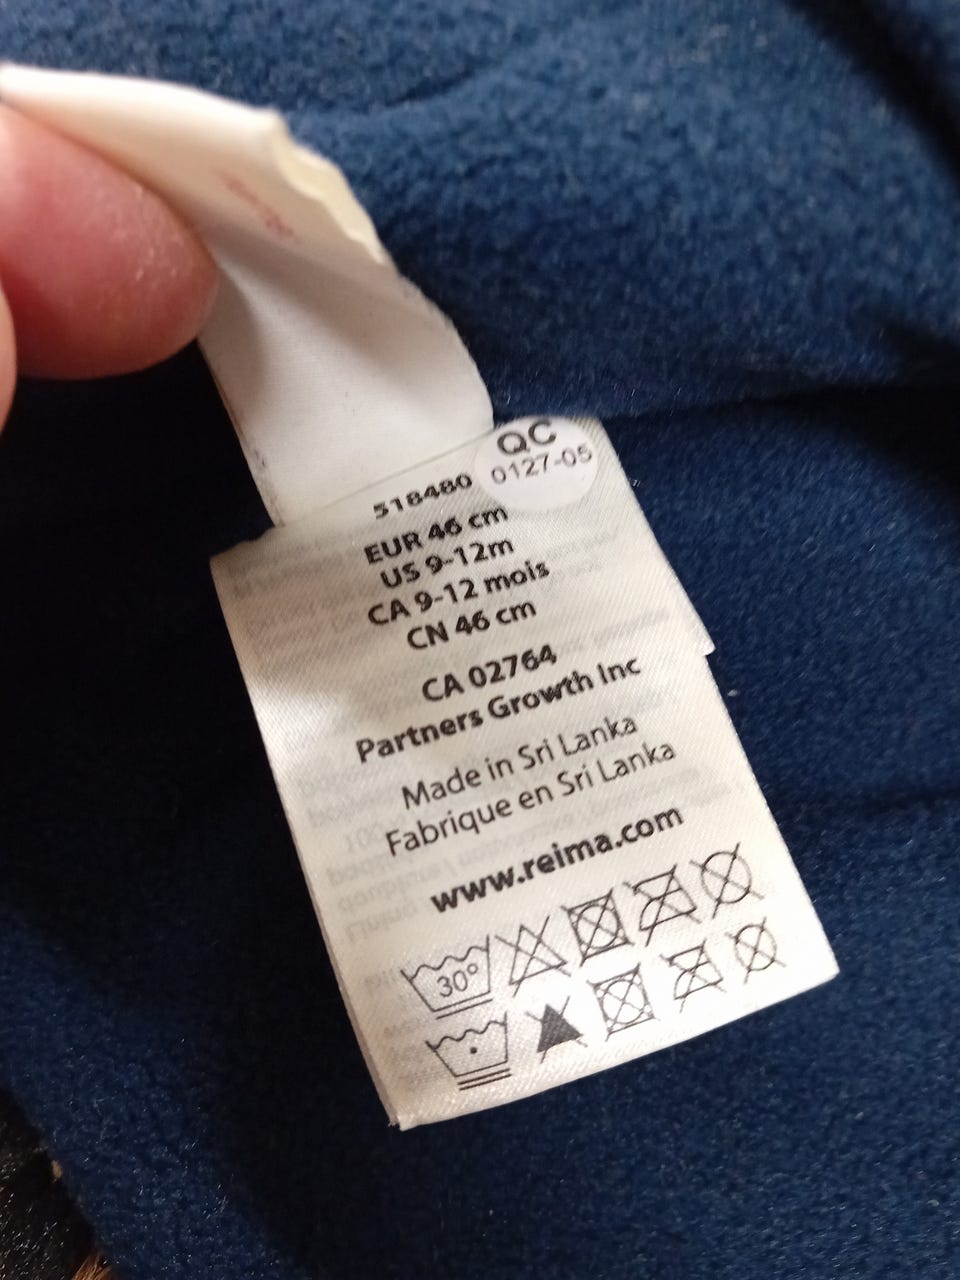 QC
0127-05
518480
EUR 46 cm
US 9-12m
CA 9-12 mois
CN 46 cm
CA 02764
Partners Growth Inc
Made in Sri Lanka
Fabrique en Sri Lanka
www.reima.com
30°